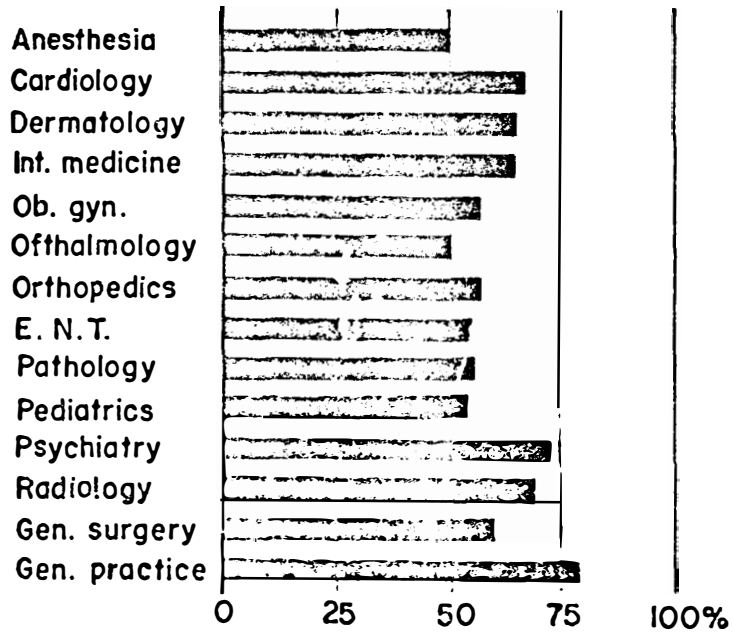 Anesthesia
Cardiology
Dermatology
Int. medicine
Ob. gyn.
Ofthalmology
Orthopedics
E. N.T.
Pathology
Pediatrics
Psychiatry
Radiology
Gen. surgery
Gen. practice
0 25 50 75 100%